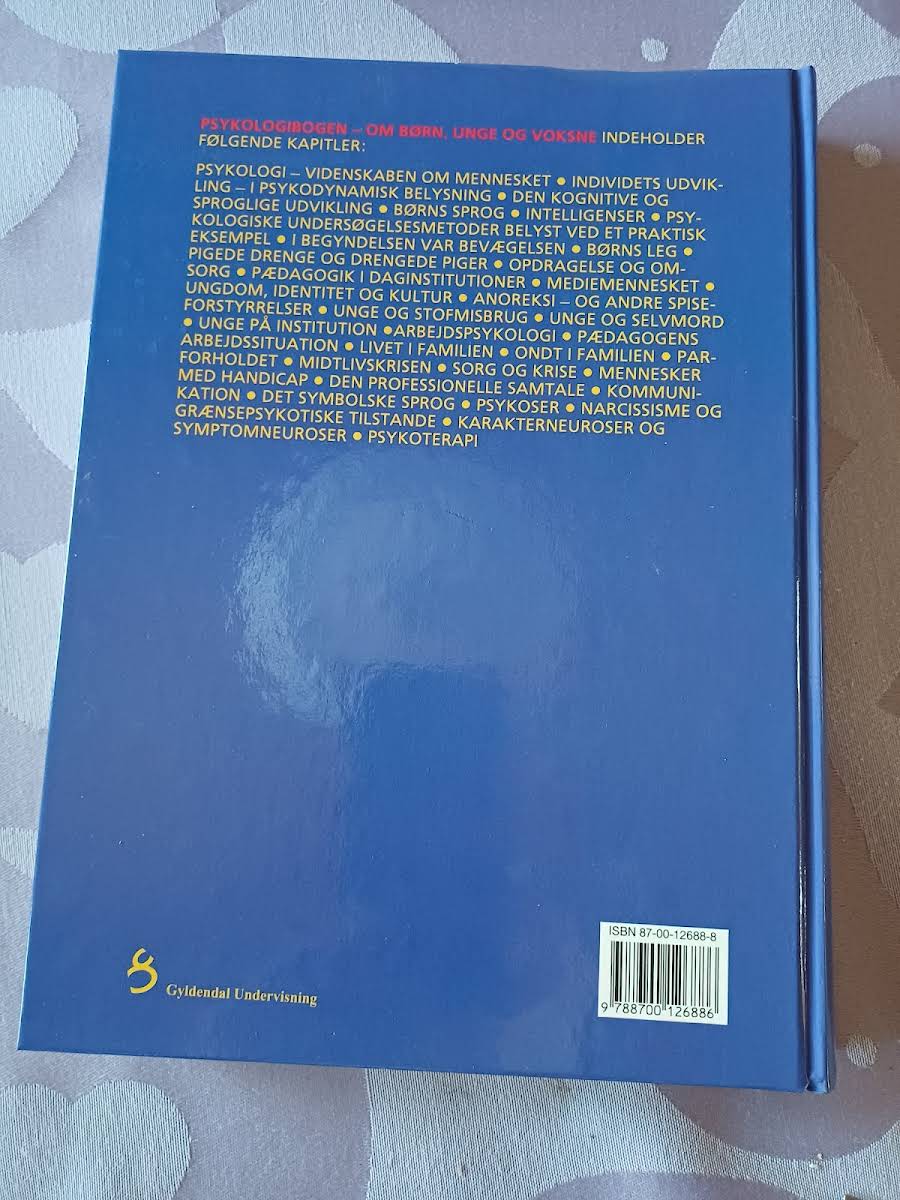 PSYKOLOGIBOGEN – OM BØRN, UNGE OG VOKSNE INDEHOLDER
FØLGENDE KAPITLER:
PSYKOLOGI – VIDENSKABEN OM MENNESKET ● INDIVIDETS UDVIK-
LING – I PSYKODYNAMISK BELYSNING ● DEN KOGNITIVE OG
SPROGLIGE UDVIKLING ● BØRNS SPROG ● INTELLIGENSER ● PSY-
KOLOGISKE UNDERSØGELSESMETODER BELYST VED ET PRAKTISK
EKSEMPEL ● I BEGYNDELSEN VAR BEVÆGELSEN ● BØRNS LEG ●
PIGEDE DRENGE OG DRENGEDE PIGER ● OPDRAGELSE OG OM-
SORG ● PÆDAGOGIK I DAGINSTITUTIONER ● MEDIEMENNESKET ●
UNGDOM, IDENTITET OG KULTUR ● ANOREKSI – OG ANDRE SPISE-
FORSTYRRELSER ● UNGE OG STOFMISBRUG ● UNGE OG SELVMORD
● UNGE PÅ INSTITUTION ●ARBEJDSPSYKOLOGI ● PÆDAGOGENS
ARBEJDSSITUATION ● LIVET I FAMILIEN ● ONDT I FAMILIEN ● PAR-
FORHOLDET ● MIDTLIVSKRISEN ● SORG OG KRISE ● MENNESKER
MED HANDICAP ● DEN PROFESSIONELLE SAMTALE ● KOMMUNI-
KATION ● DET SYMBOLSKE SPROG ● PSYKOSER ● NARCISSISME OG
GRÆNSEPSYKOTISKE TILSTANDE ● KARAKTERNEUROSER OG
SYMPTOMNEUROSER ● PSYKOTERAPI
ISBN 87-00-12688-8
9 788700 126886
Gyldendal Undervisning